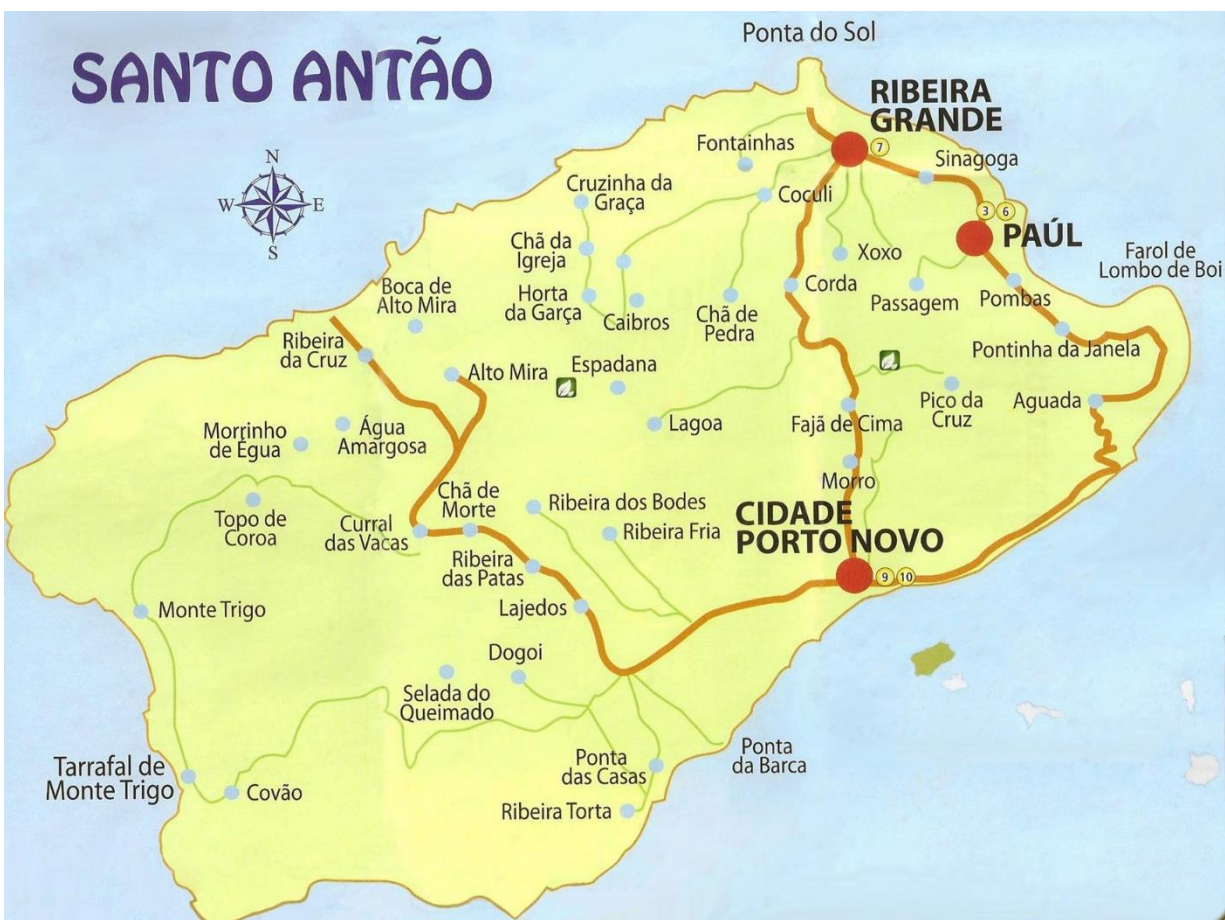 SANTO ANTÃO
Ponta do Sol
RIBEIRA
GRANDE
7
Fontainhas
Sinagoga
Cruzinha da
Graça
Coculi
3 6
PAÚL
N
W E
S
Chã da
Igreja
Xoxo
Farol de
Lombo de Boi
Boca de
Alto Mira
Horta
da Garça
Caibros
Chã de
Pedra
Corda
Passagem
Pombas
Ribeira
da Cruz
Alto Mira
Espadana
Pontinha da Janela
Lagoa
Fajã de Cima
Pico da
Cruz
Aguada
Morrinho
de Égua
Água
Amargosa
Morro
Topo de
Coroa
Curral
das Vacas
Chã de
Morte
Ribeira dos Bodes
Ribeira Fria
CIDADE
PORTO NOVO
9 10
Ribeira
das Patas
Monte Trigo
Lajedos
Dogoi
Selada do
Queimado
Ponta
das Casas
Ponta
da Barca
Tarrafal de
Monte Trigo
Covão
Ribeira Torta